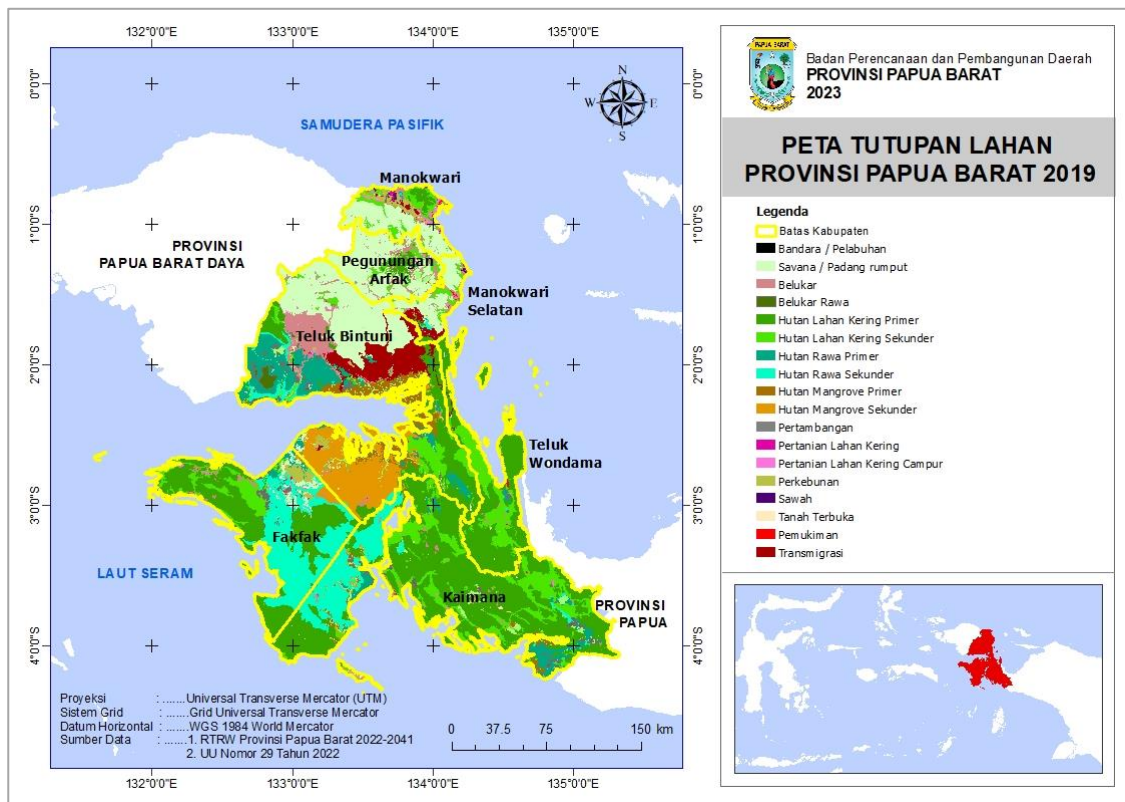 132°0'0"E
133°0'0"E
134°0'0"E
135°0'0"E
0°0'0"
1°0'0"S
2°0'0"S
3°0'0"S
4°0'0"S
0°0'0"
1°0'0"S
2°0'0"S
3°0'0"S
4°0'0"S
N
W
E
S
SAMUDERA PASIFIK
Manokwari
PROVINSI
PAPUA BARAT DAYA
Pegunungan
Arfak
Manokwari
Selatan
Teluk Bintuni
Teluk
Wondama
Fakfak
LAUT SERAM
Kaimana
PROVINSI
PAPUA
Proyeksi : ......Universal Transverse Mercator (UTM)
Sistem Grid : ......Grid Universal Transverse Mercator
Datum Horizontal : ......WGS 1984 World Mercator
Sumber Data : ......1. RTRW Provinsi Papua Barat 2022-2041
2. UU Nomor 29 Tahun 2022
0 37.5 75 150 km
132°0'0"E
133°0'0"E
134°0'0"E
135°0'0"E
PAPUA BARAT
Badan Perencanaan dan Pembangunan Daerah
PROVINSI PAPUA BARAT
2023
PETA TUTUPAN LAHAN
PROVINSI PAPUA BARAT 2019
Legenda
Batas Kabupaten
Bandara / Pelabuhan
Savana / Padang rumput
Belukar
Belukar Rawa
Hutan Lahan Kering Primer
Hutan Lahan Kering Sekunder
Hutan Rawa Primer
Hutan Rawa Sekunder
Hutan Mangrove Primer
Hutan Mangrove Sekunder
Pertambangan
Pertanian Lahan Kering
Pertanian Lahan Kering Campur
Perkebunan
Sawah
Tanah Terbuka
Pemukiman
Transmigrasi